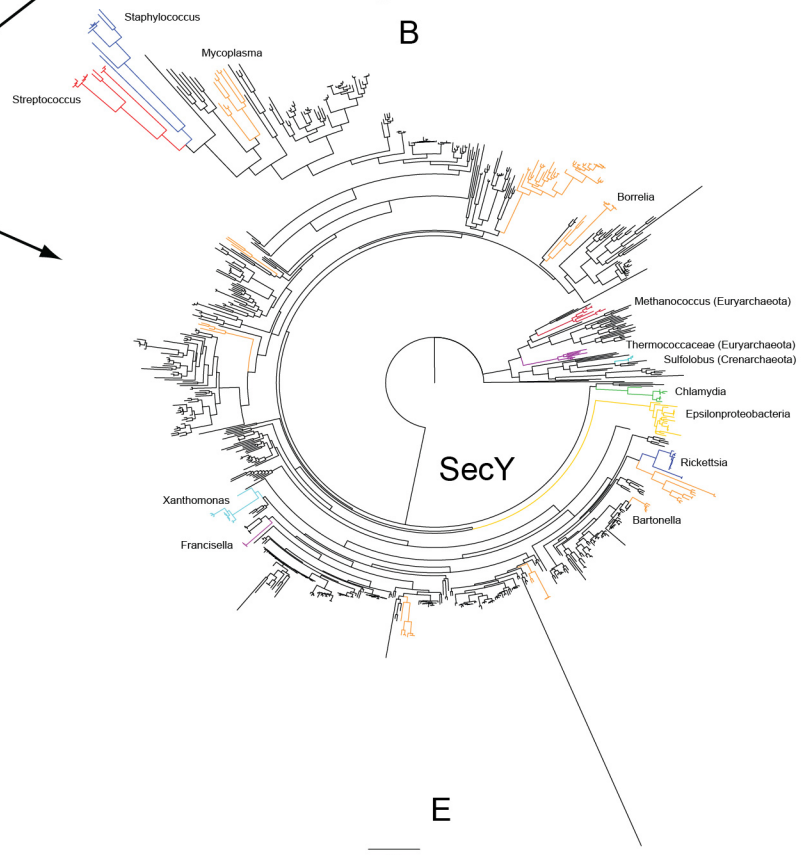 B
Staphylococcus
Mycoplasma
Streptococcus
Borrelia
Methanococcus (Euryarchaeota)
Thermococcaceae (Euryarchaeota)
Sulfolobus (Crenarchaeota)
Chlamydia
Epsilonproteobacteria
SecY
Rickettsia
Xanthomonas
Bartonella
Francisella
E